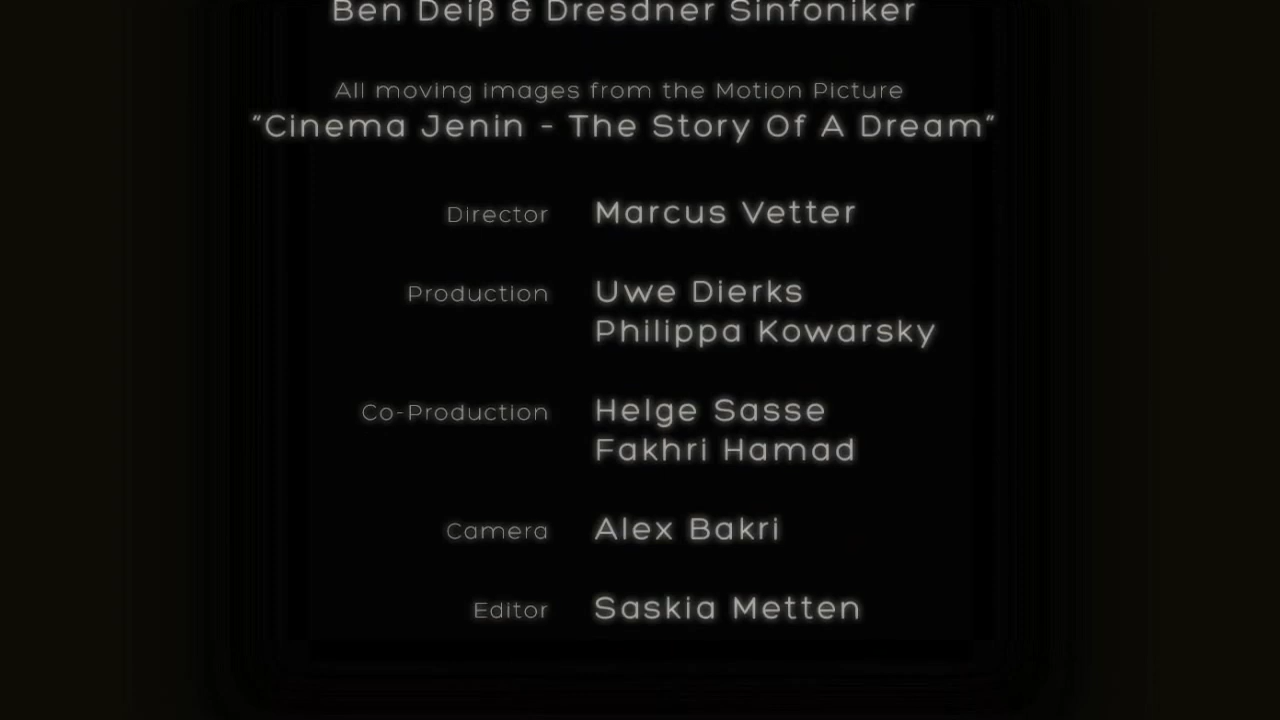 Ben Deiß & Dresdner Sinfoniker
All moving images from the Motion Picture
"Cinema Jenin - The Story Of A Dream"
Director Marcus Vetter
Production Uwe Dierks
Philippa Kowarsky
Co-Production Helge Sasse
Fakhri Hamad
Camera Alex Bakri
Editor Saskia Metten